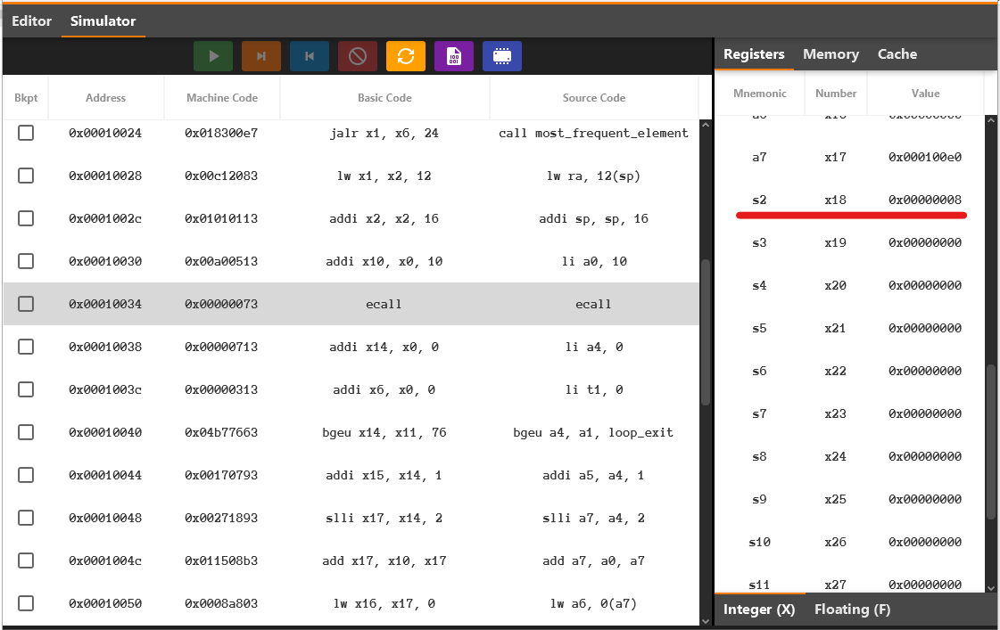 Editor Simulator
Registers Memory Cache
Bkpt Address Machine Code Basic Code Source Code
Mnemonic Number Value
0x00010024 0x018300e7 jalr x1, x6, 24 call most_frequent_element
0x00010028 0x00c12083 lw x1, x2, 12 lw ra, 12(sp)
0x0001002c 0x01010113 addi x2, x2, 16 addi sp, sp, 16
0x00010030 0x00a00513 addi x10, x0, 10 li a0, 10
0x00010034 0x00000073 ecall ecall
0x00010038 0x00000713 addi x14, x0, 0 li a4, 0
0x0001003c 0x00000313 addi x6, x0, 0 li t1, 0
0x00010040 0x04b77663 bgeu x14, x11, 76 bgeu a4, a1, loop_exit
0x00010044 0x00170793 addi x15, x14, 1 addi a5, a4, 1
0x00010048 0x00271893 slli x17, x14, 2 slli a7, a4, 2
0x0001004c 0x011508b3 add x17, x10, x17 add a7, a0, a7
0x00010050 0x0008a803 lw x16, x17, 0 lw a6, 0(a7)
a7 x17 0x000100e0
s2 x18 0x00000008
s3 x19 0x00000000
s4 x20 0x00000000
s5 x21 0x00000000
s6 x22 0x00000000
s7 x23 0x00000000
s8 x24 0x00000000
s9 x25 0x00000000
s10 x26 0x00000000
s11 x27 0x00000000
Integer (X) Floating (F)